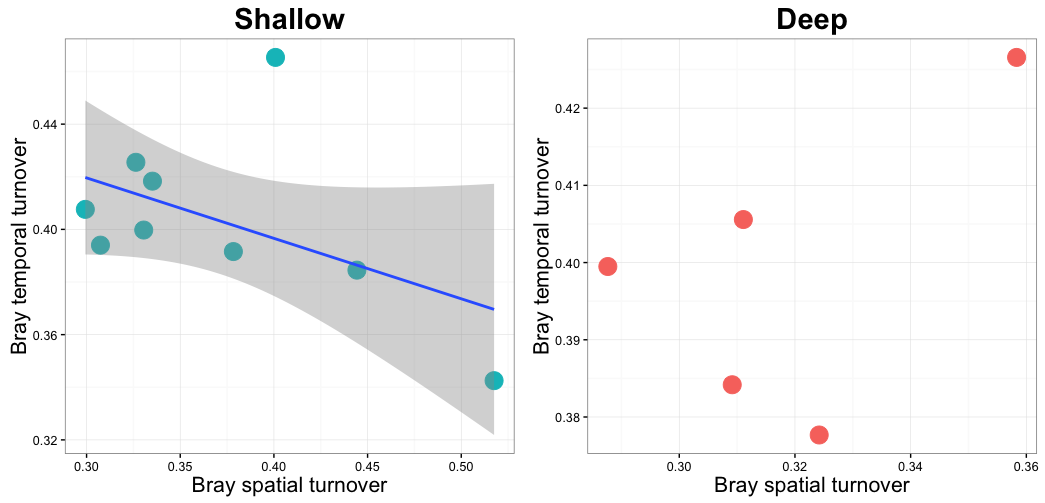 Shallow
Bray temporal turnover
0.44
0.40
0.36
0.32
0.30 0.35 0.40 0.45 0.50
Bray spatial turnover
Deep
Bray temporal turnover
0.42
0.41
0.40
0.39
0.38
0.30 0.32 0.34 0.36
Bray spatial turnover